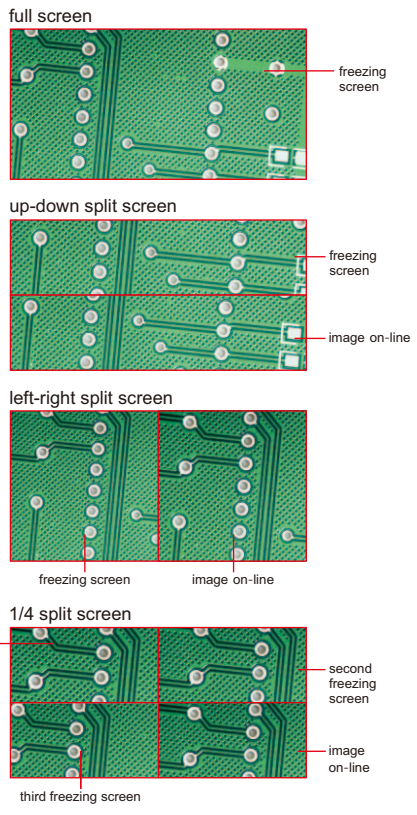 full screen
freezing
screen
up-down split screen
freezing
screen
image on-line
left-right split screen
freezing screen
image on-line
1/4 split screen
second
freezing
screen
image
on-line
third freezing screen